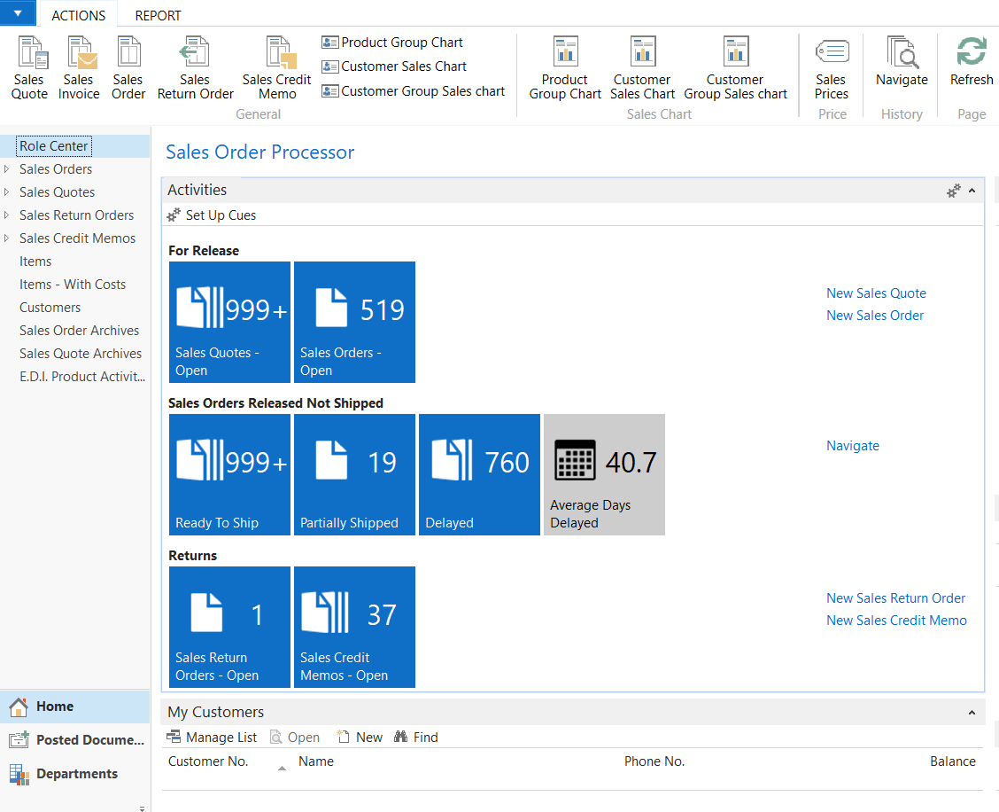 ACTIONS REPORT
Sales Quote
Sales Invoice
Sales Order
Sales Return Order
Sales Credit Memo
Product Group Chart
Customer Sales Chart
Customer Group Sales chart
General
Product Group Chart
Customer Sales Chart
Customer Group Sales chart
Sales Chart
Sales Prices
Price
Navigate
History
Refresh
Page
Role Center
Sales Orders
Sales Quotes
Sales Return Orders
Sales Credit Memos
Items
Items - With Costs
Customers
Sales Order Archives
Sales Quote Archives
E.D.I. Product Activit...
Home
Posted Docume...
Departments
Sales Order Processor
Activities
Set Up Cues
For Release
999+
Sales Quotes -
Open
519
Sales Orders -
Open
New Sales Quote
New Sales Order
Sales Orders Released Not Shipped
999+
Ready To Ship
19
Partially Shipped
760
Delayed
40.7
Average Days
Delayed
Navigate
Returns
1
Sales Return
Orders - Open
37
Sales Credit
Memos - Open
New Sales Return Order
New Sales Credit Memo
My Customers
Manage List Open New Find
Customer No. Name Phone No. Balance